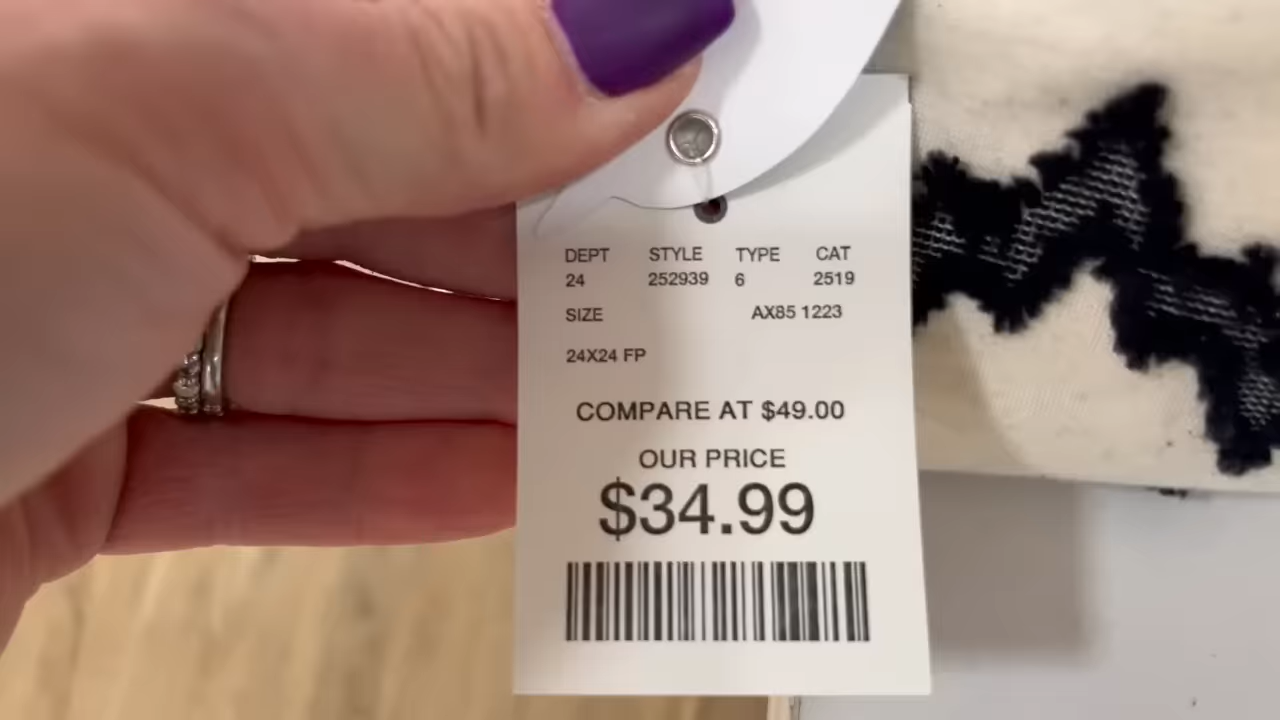 DEPT STYLE TYPE CAT
24 252939 6 2519
SIZE AX85 1223
24X24 FP
COMPARE AT $49.00
OUR PRICE
$34.99